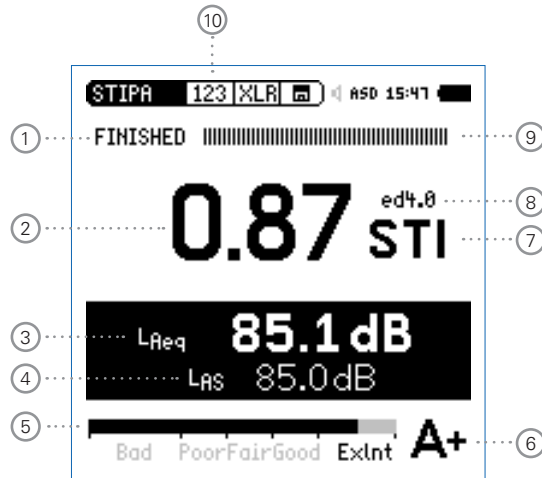 10
STIPA 123 XLR ASD 15:47
1 FINISHED 9
2 0.87 ed4.0 8
STI 7
3 LAeq 85.1 dB
4 LAS 85.0 dB
5 Bad Poor Fair Good Exlnt A+ 6